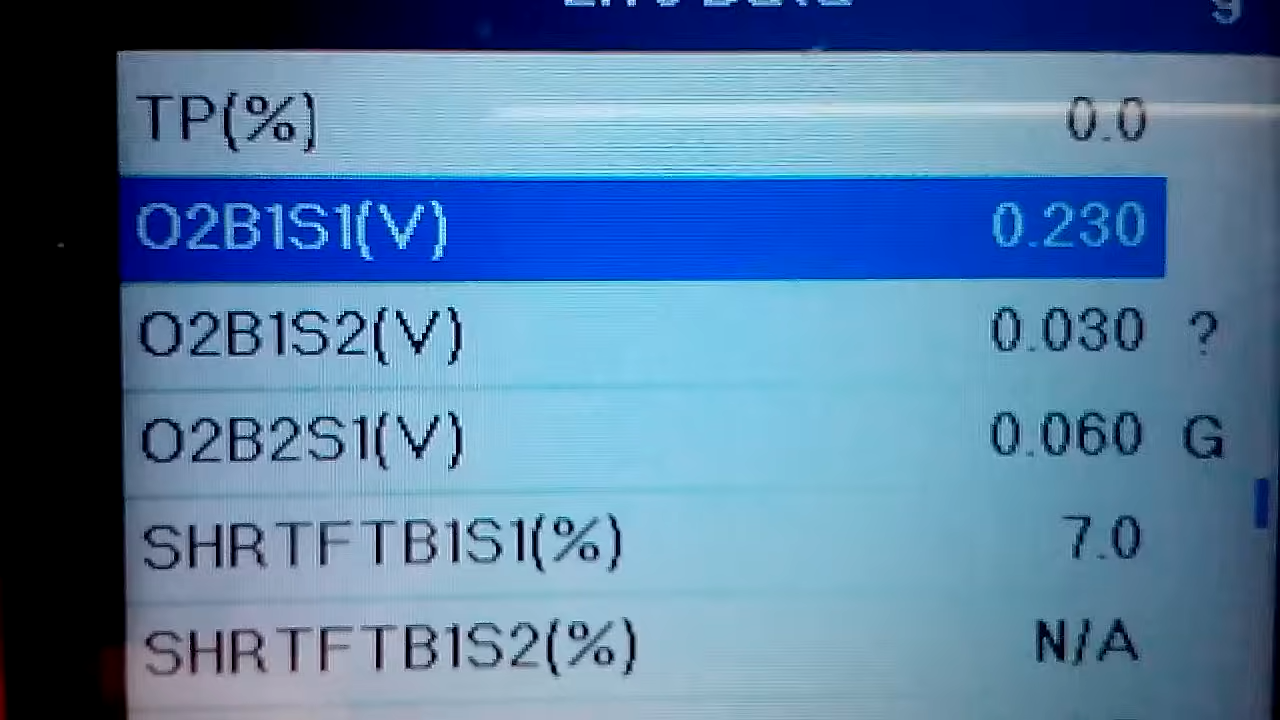 TP(%) 0.0
O2B1S1(V) 0.230
O2B1S2(V) 0.030 ?
O2B2S1(V) 0.060 G
SHRTFTB1S1(%) 7.0
SHRTFTB1S2(%) N/A